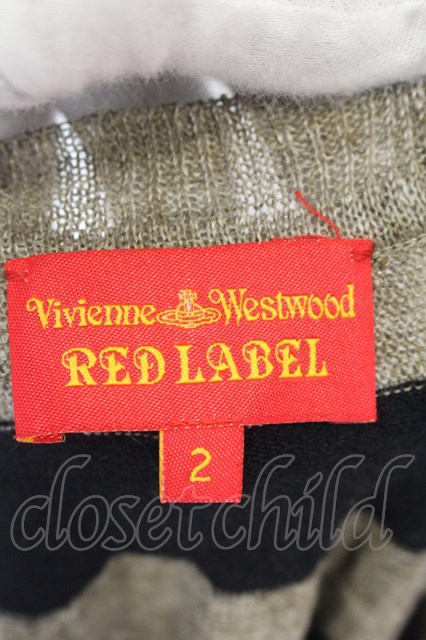 Vivienne Westwood
RED LABEL
2
closetchild